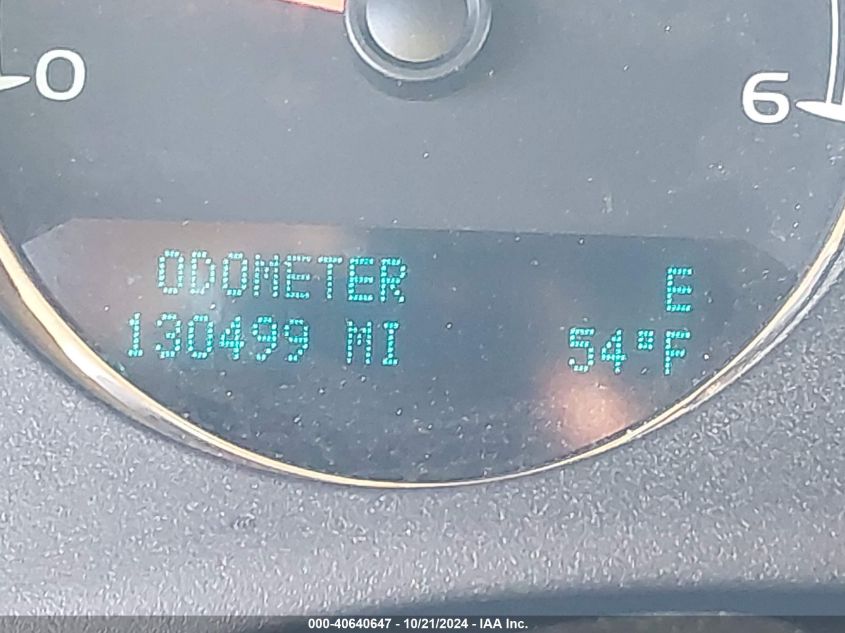 0
6
ODOMETER E
130499 MI 54°F
000-40640647 - 10/21/2024 - IAA Inc.